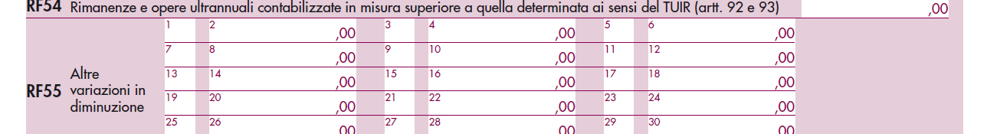 RF54 Rimanenze e opere ultrannuali contabilizzate in misura superiore a quella determinata ai sensi del TUIR (artt. 92 e 93) ,00
RF55 Altre variazioni in diminuzione
1 2 ,00 3 4 ,00 5 6 ,00
7 8 ,00 9 10 ,00 11 12 ,00
13 14 ,00 15 16 ,00 17 18 ,00
19 20 ,00 21 22 ,00 23 24 ,00
25 26 ,00 27 28 ,00 29 30 ,00